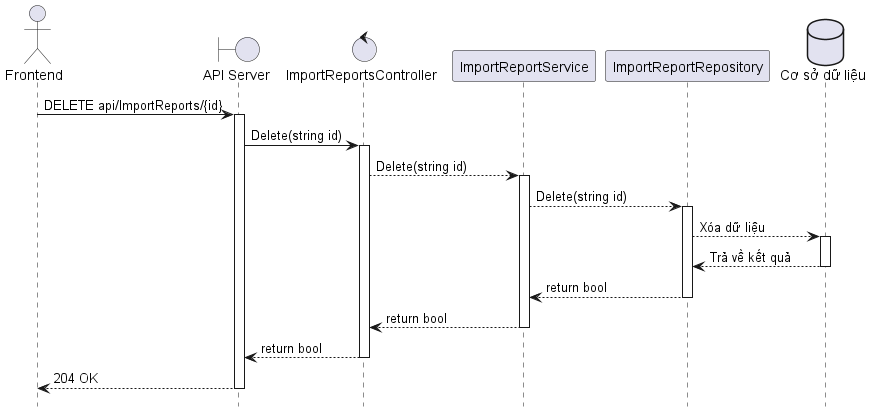 Frontend
API Server
ImportReportsController
ImportReportService
ImportReportRepository
Cơ sở dữ liệu
DELETE api/ImportReports/{id}
Delete(string id)
Delete(string id)
Delete(string id)
Xóa dữ liệu
Trả về kết quả
return bool
return bool
return bool
204 OK